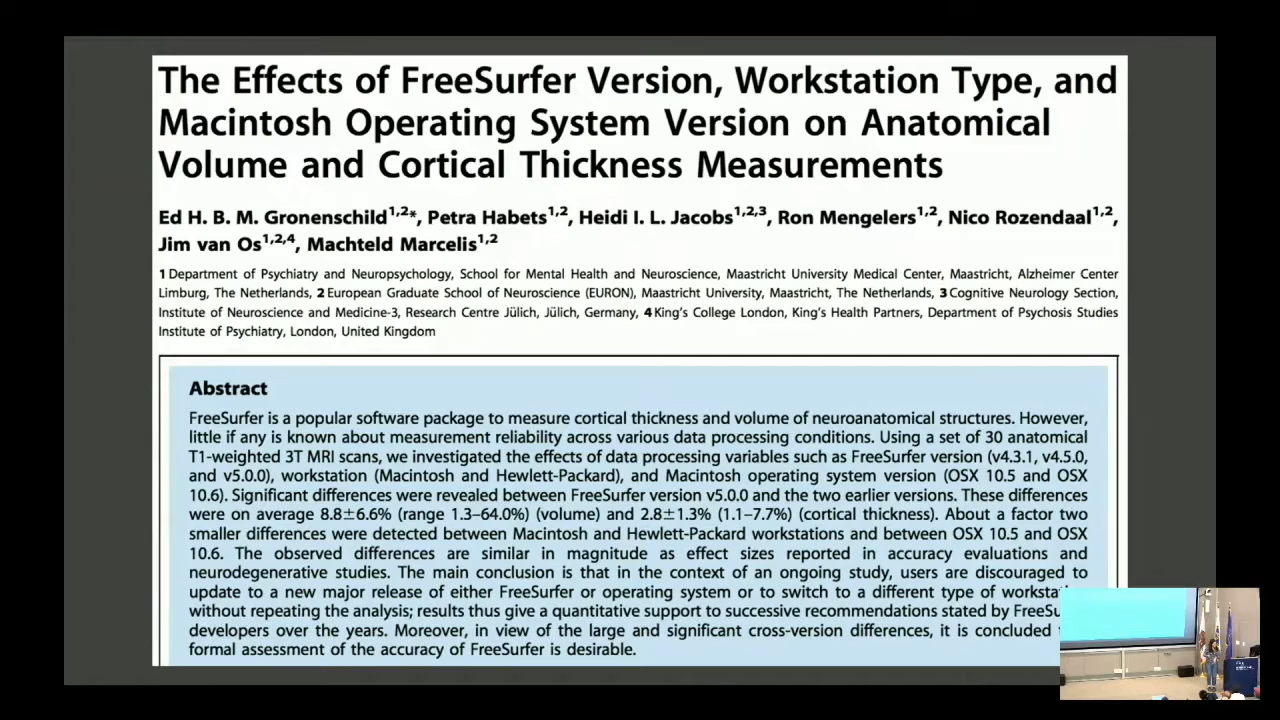 The Effects of FreeSurfer Version, Workstation Type, and
Macintosh Operating System Version on Anatomical
Volume and Cortical Thickness Measurements
Ed H. B. M. Gronenschild1,2*, Petra Habets1,2, Heidi I. L. Jacobs1,2,3, Ron Mengelers1,2, Nico Rozendaal1,2,
Jim van Os1,2,4, Machteld Marcelis1,2
1 Department of Psychiatry and Neuropsychology, School for Mental Health and Neuroscience, Maastricht University Medical Center, Maastricht, Alzheimer Center
Limburg, The Netherlands, 2 European Graduate School of Neuroscience (EURON), Maastricht University, Maastricht, The Netherlands, 3 Cognitive Neurology Section,
Institute of Neuroscience and Medicine-3, Research Centre Jülich, Jülich, Germany, 4 King's College London, King's Health Partners, Department of Psychosis Studies
Institute of Psychiatry, London, United Kingdom
Abstract
FreeSurfer is a popular software package to measure cortical thickness and volume of neuroanatomical structures. However,
little if any is known about measurement reliability across various data processing conditions. Using a set of 30 anatomical
T1-weighted 3T MRI scans, we investigated the effects of data processing variables such as FreeSurfer version (v4.3.1, v4.5.0,
and v5.0.0), workstation (Macintosh and Hewlett-Packard), and Macintosh operating system version (OSX 10.5 and OSX
10.6). Significant differences were revealed between FreeSurfer version v5.0.0 and the two earlier versions. These differences
were on average 8.8±6.6% (range 1.3–64.0%) (volume) and 2.8±1.3% (1.1–7.7%) (cortical thickness). About a factor two
smaller differences were detected between Macintosh and Hewlett-Packard workstations and between OSX 10.5 and OSX
10.6. The observed differences are similar in magnitude as effect sizes reported in accuracy evaluations and
neurodegenerative studies. The main conclusion is that in the context of an ongoing study, users are discouraged to
update to a new major release of either FreeSurfer or operating system or to switch to a different type of
without repeating the analysis; results thus give a quantitative support to successive recommendations stated by
developers over the years. Moreover, in view of the large and significant cross-version differences, it is concluded
formal assessment of the accuracy of FreeSurfer is desirable.